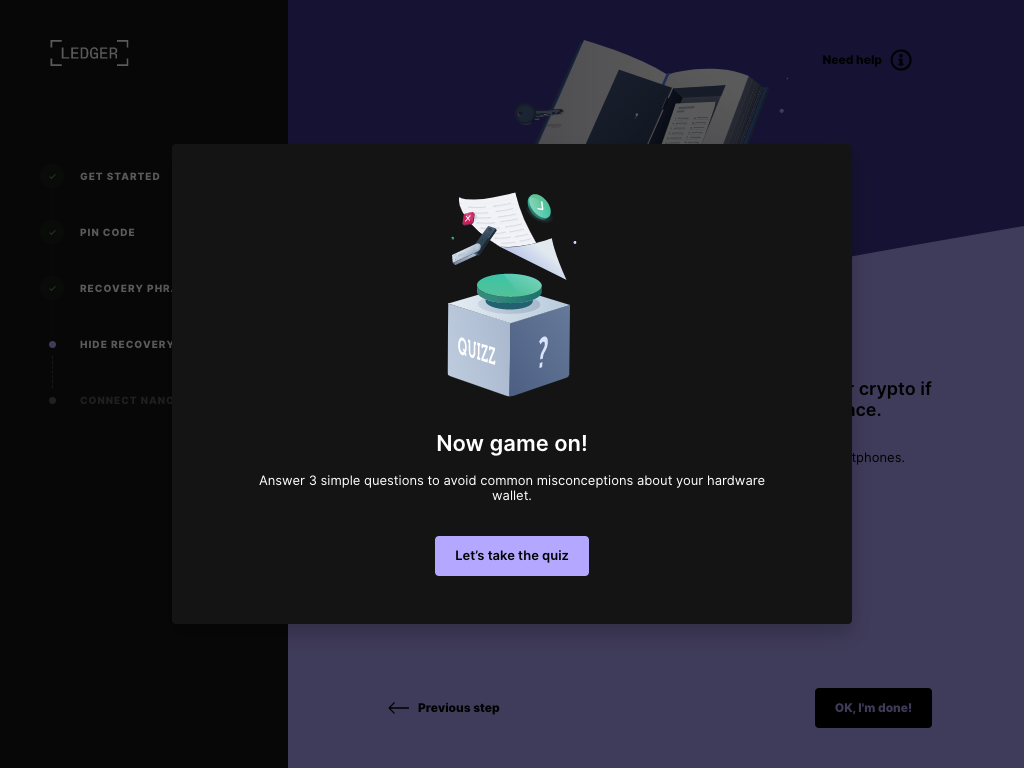 LEDGER
Need help
GET STARTED
PIN CODE
RECOVERY PHR
HIDE RECOVERY
CONNECT NANO
QUIZZ
?
Now game on!
Answer 3 simple questions to avoid common misconceptions about your hardware
wallet.
Let's take the quiz
crypto if
tphones.
Previous step
OK, I'm done!